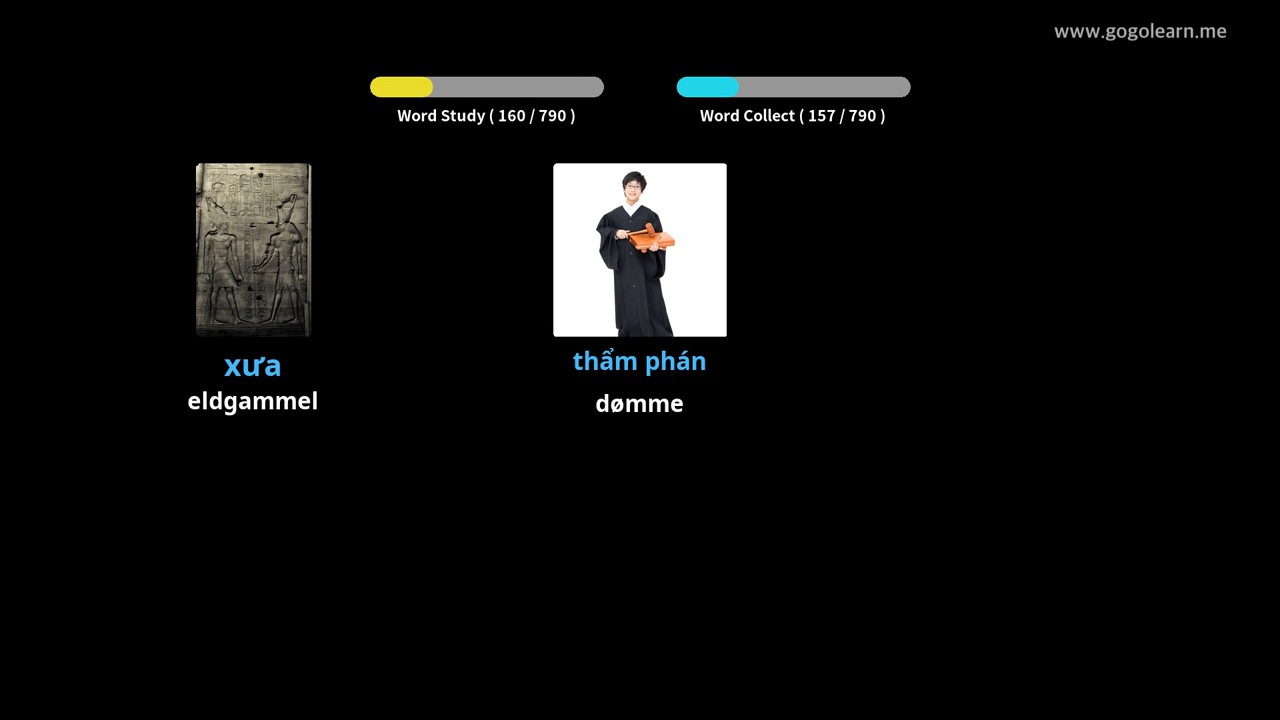 www.gogolearn.me
Word Study ( 160 / 790 )
Word Collect ( 157 / 790 )
xưa
eldgammel
thẩm phán
dømme